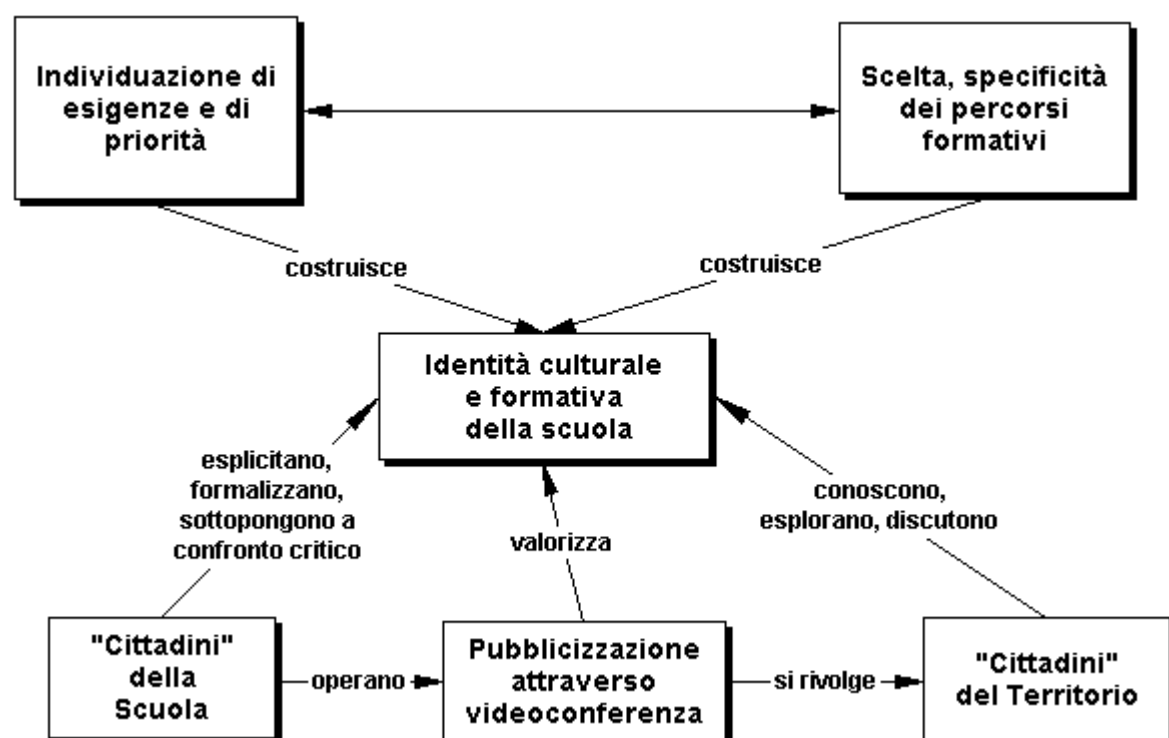 Individuazione di
esigenze e di
priorità
Scelta, specificità
dei percorsi
formativi
costruisce
costruisce
Identità culturale
e formativa
della scuola
esplicitano,
formalizzano,
sottopongono a
confronto critico
valorizza
conoscono,
esplorano, discutono
"Cittadini"
della
Scuola
operano
Pubblicizzazione
attraverso
videoconferenza
si rivolge
"Cittadini"
del Territorio